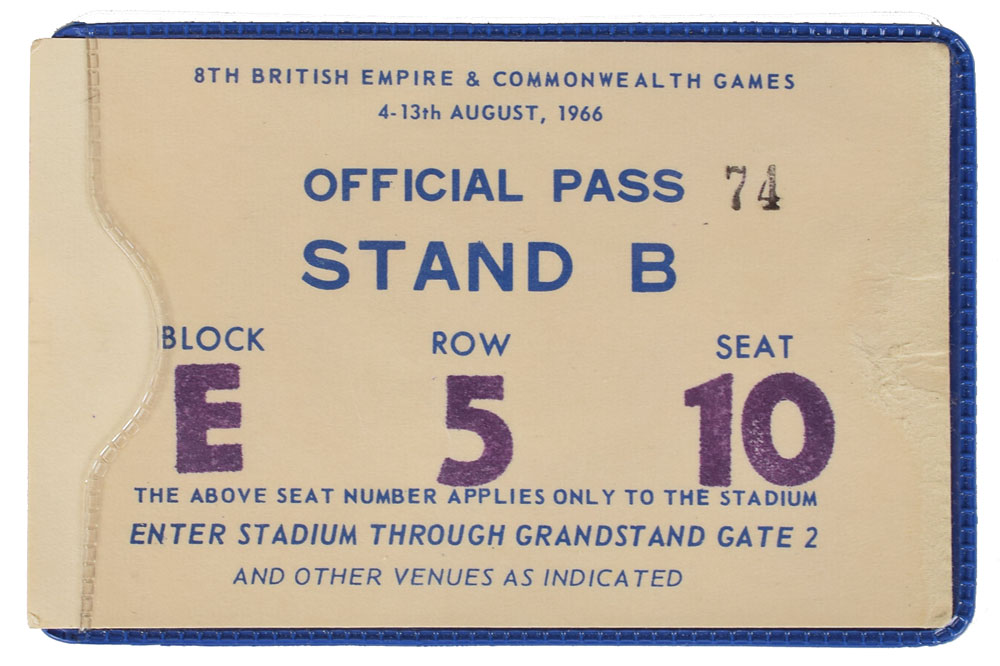 8TH BRITISH EMPIRE & COMMONWEALTH GAMES
4-13th AUGUST, 1966
OFFICIAL PASS 74
STAND B
BLOCK ROW SEAT
E 5 10
THE ABOVE SEAT NUMBER APPLIES ONLY TO THE STADIUM
ENTER STADIUM THROUGH GRANDSTAND GATE 2
AND OTHER VENUES AS INDICATED